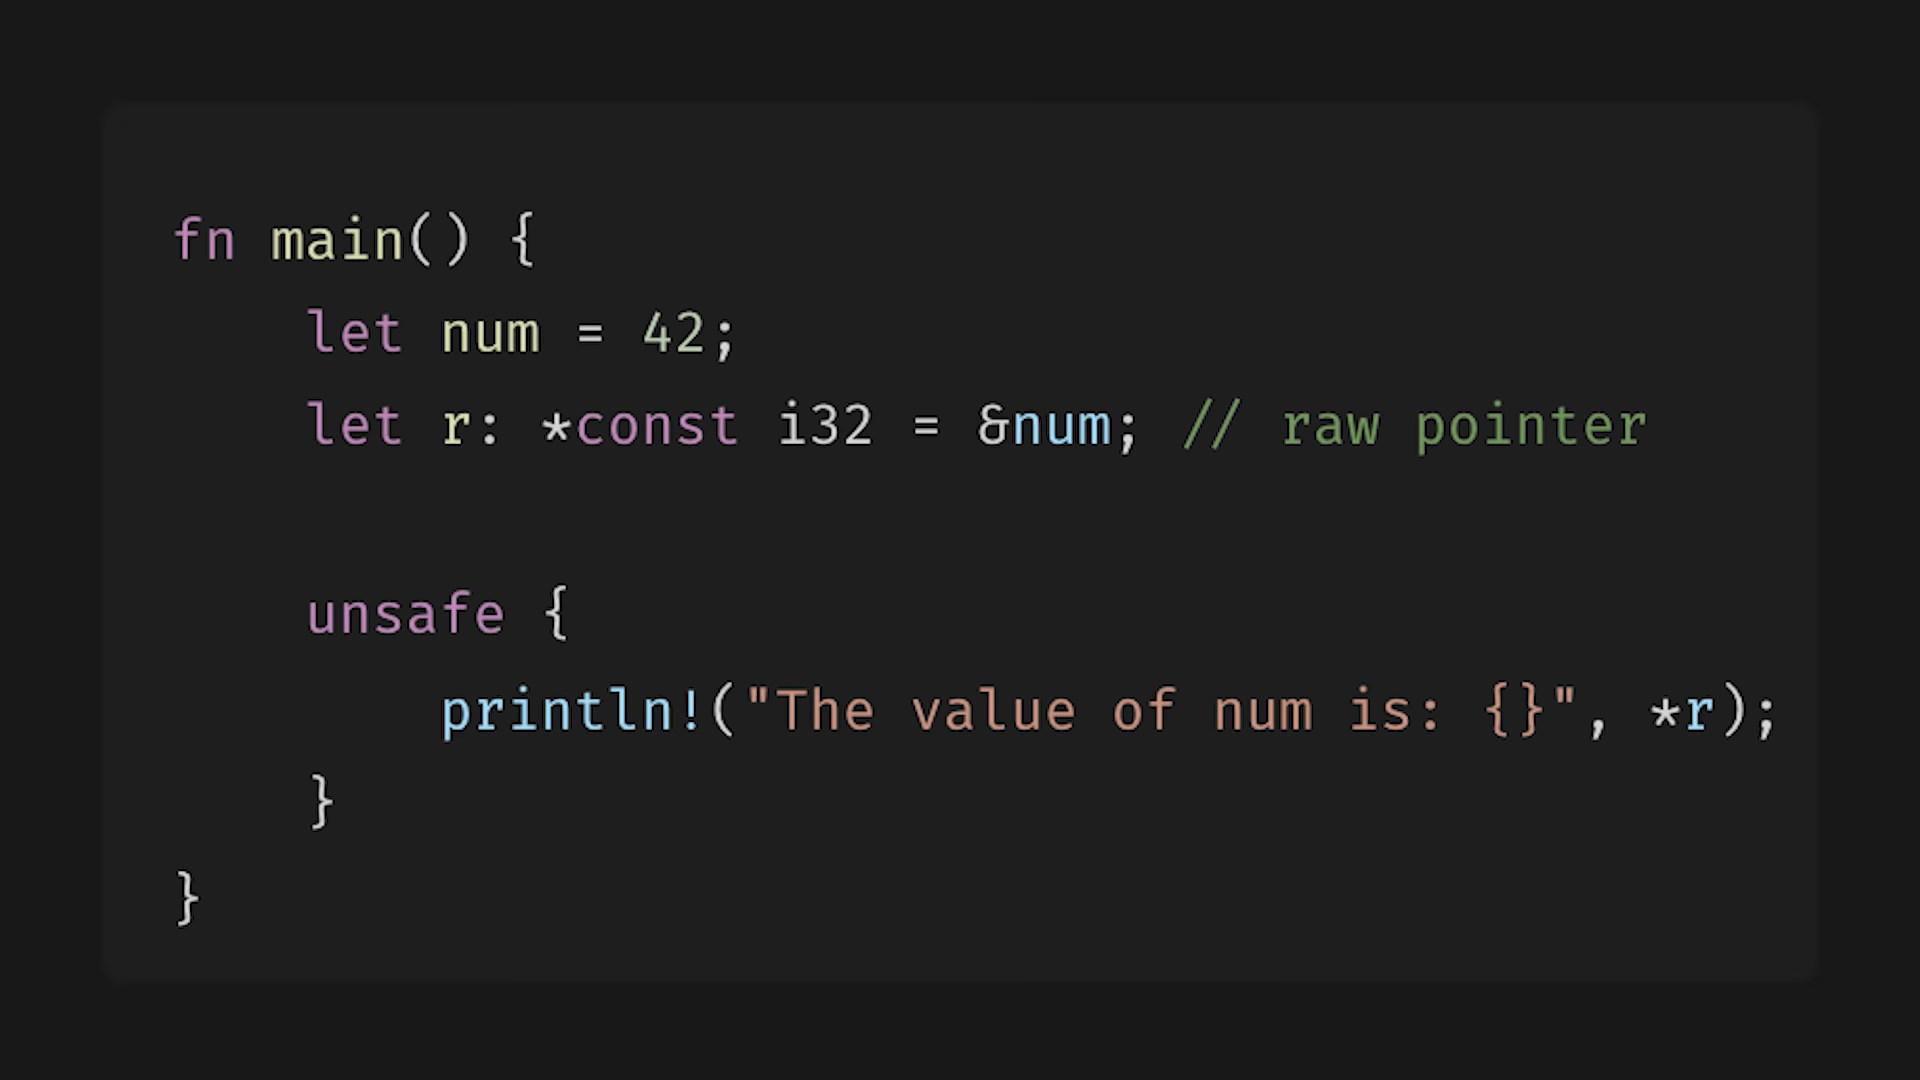 fn main() {
    let num = 42;
    let r: *const i32 = &num; // raw pointer

    unsafe {
        println!("The value of num is: {}", *r);
    }
}